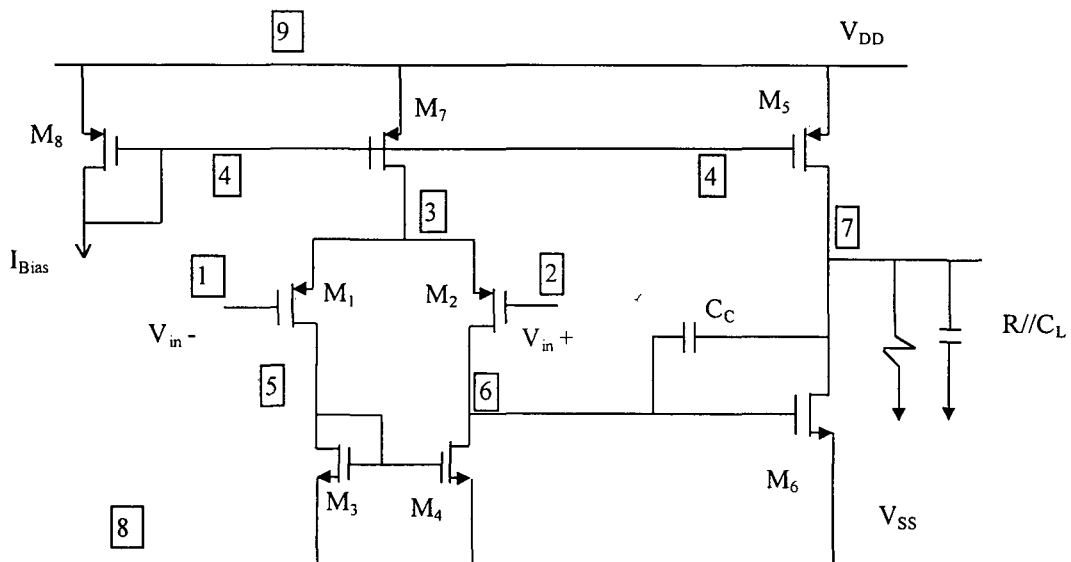 9
V_DD
M_7
M_5
M_8
4
4
3
7
I_Bias
1
M_1
M_2
2
V_in -
V_in +
C_C
R//C_L
5
6
M_3
M_4
M_6
V_SS
8